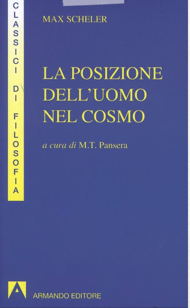 CLASSICI DI FILOSOFIA
MAX SCHELER
LA POSIZIONE
DELL'UOMO
NEL COSMO
a cura di M.T. Pansera
A
ARMANDO EDITORE